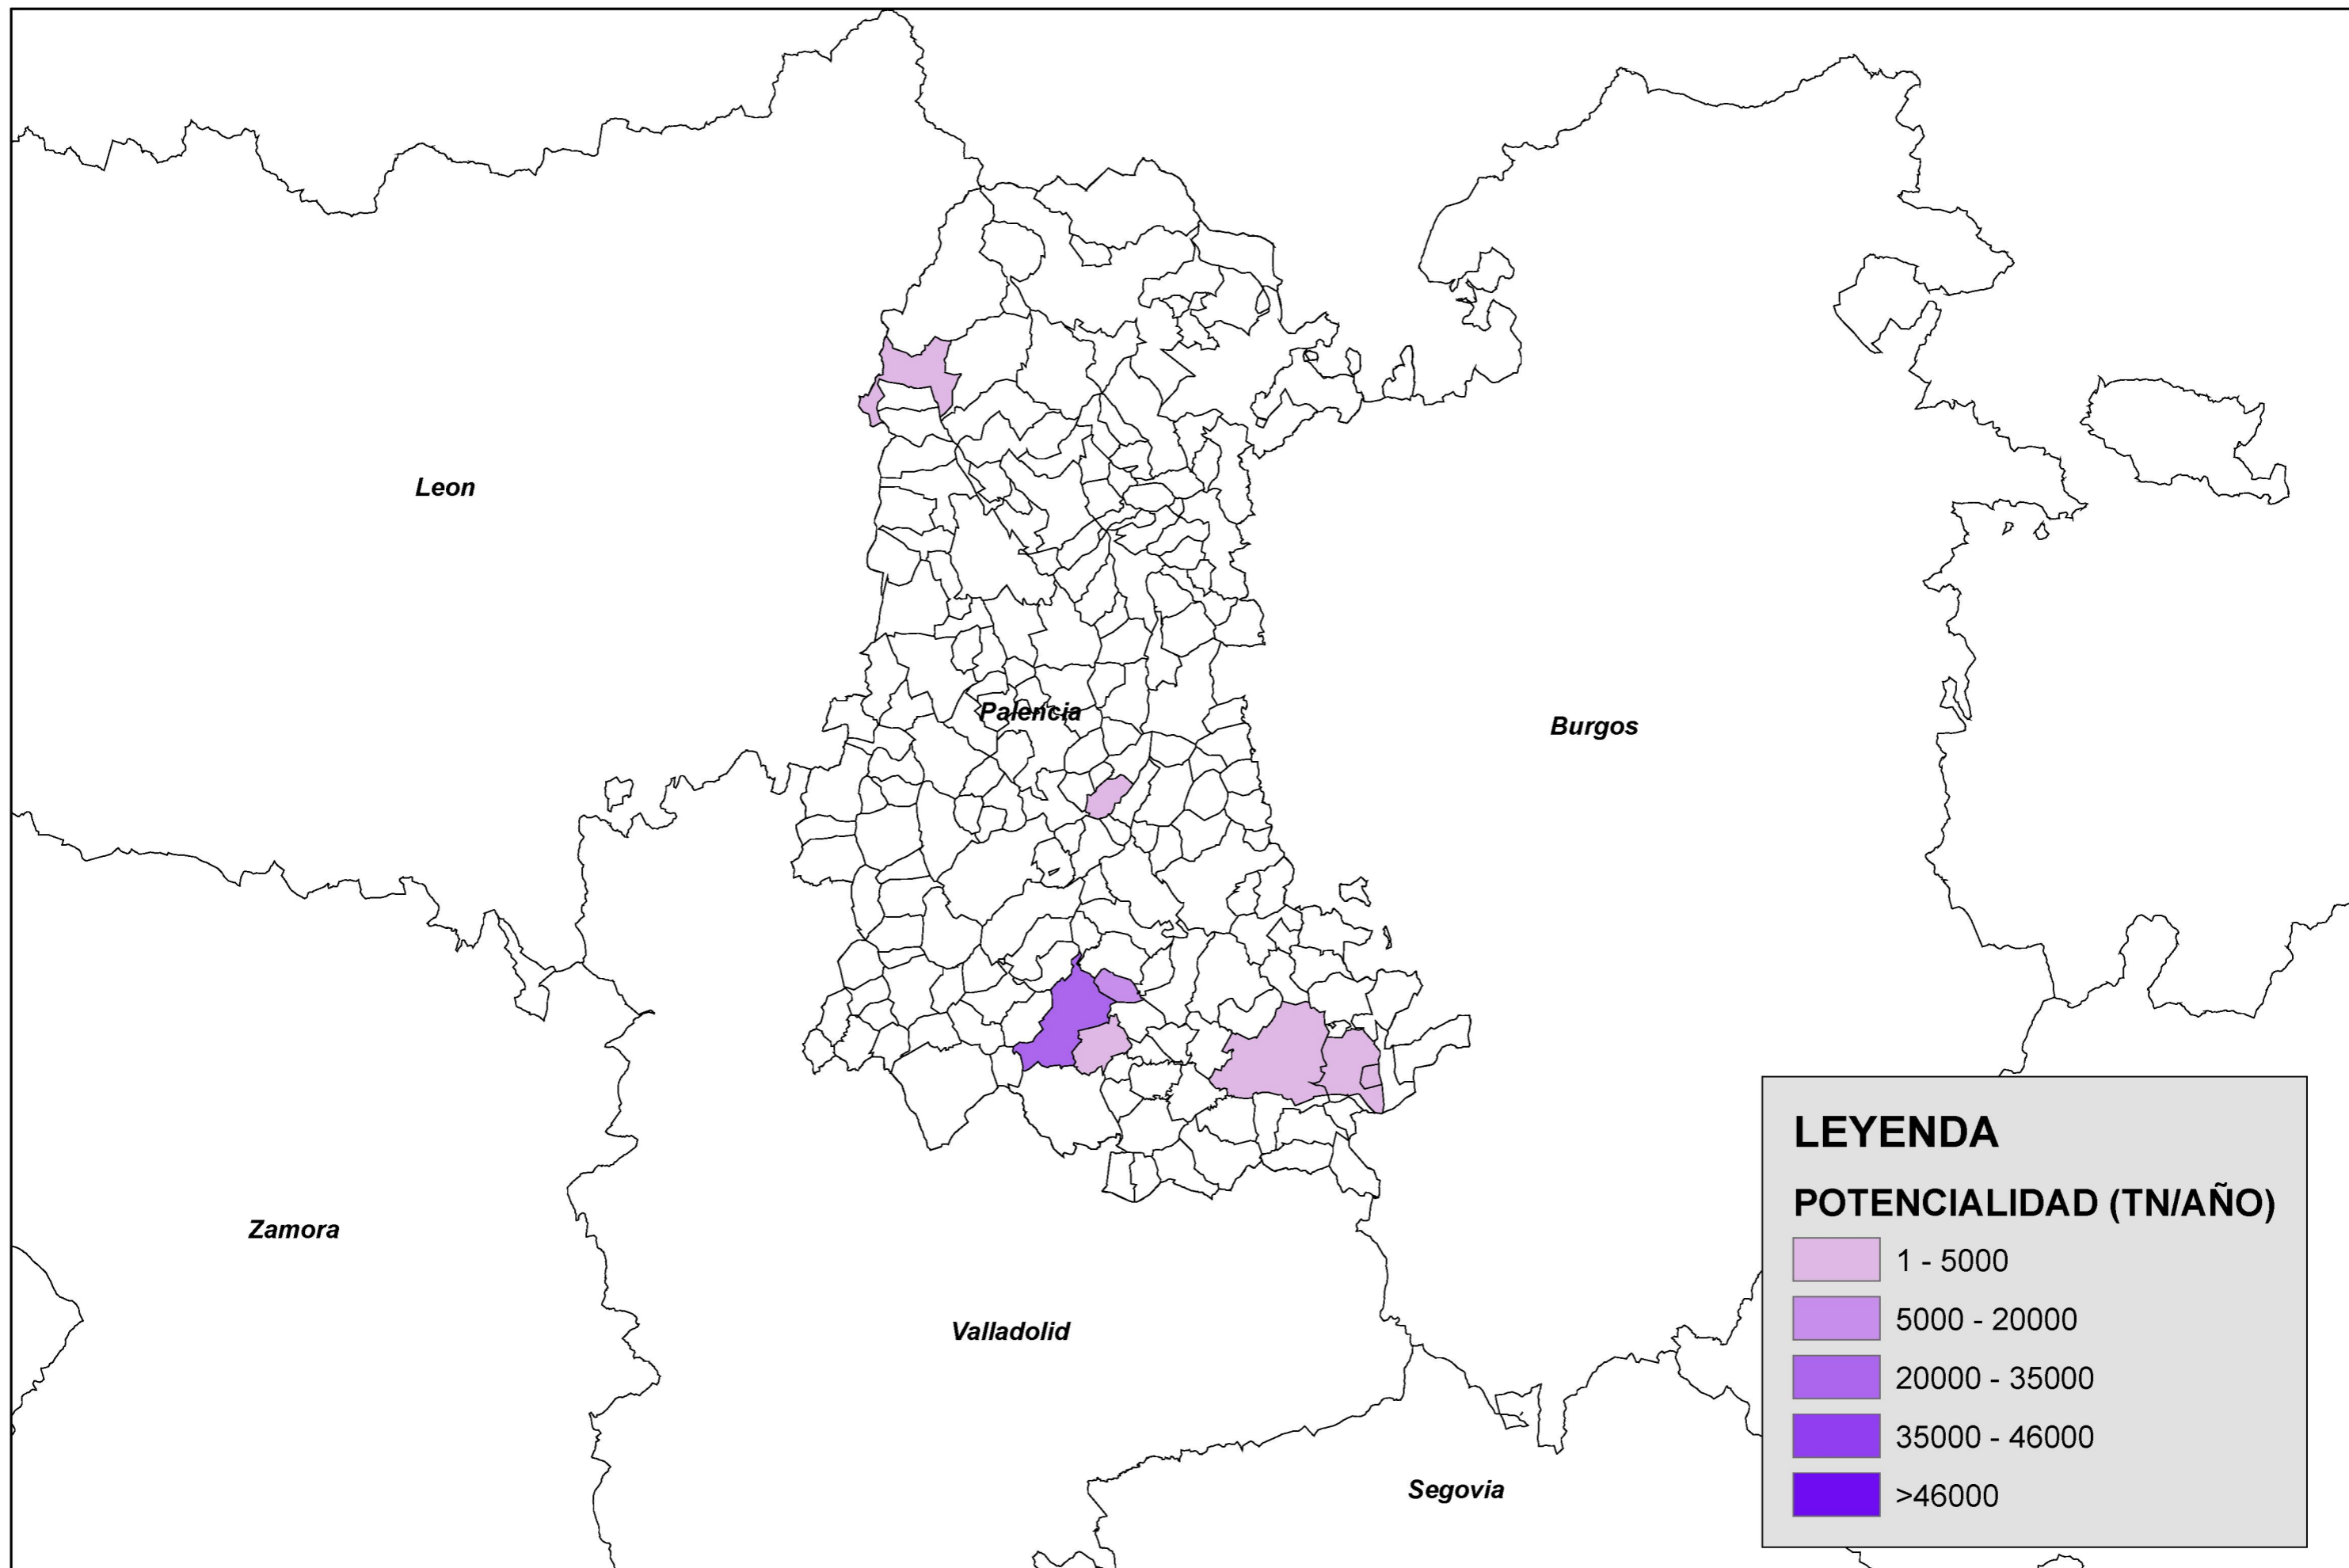 Leon
Palencia
Burgos
Zamora
Valladolid
Segovia
LEYENDA
POTENCIALIDAD (TN/AÑO)
1 - 5000
5000 - 20000
20000 - 35000
35000 - 46000
>46000